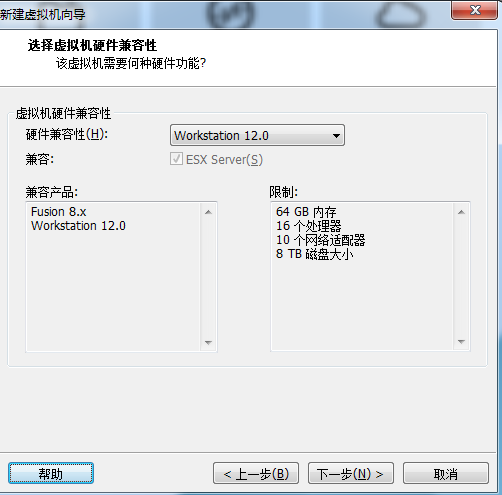 新建虚拟机向导
选择虚拟机硬件兼容性
该虚拟机需要何种硬件功能?
虚拟机硬件兼容性
硬件兼容性(H): Workstation 12.0
兼容: ESX Server(S)
兼容产品:
Fusion 8.x
Workstation 12.0
限制:
64 GB 内存
16 个处理器
10 个网络适配器
8 TB 磁盘大小
帮助 < 上一步(B) 下一步(N) > 取消